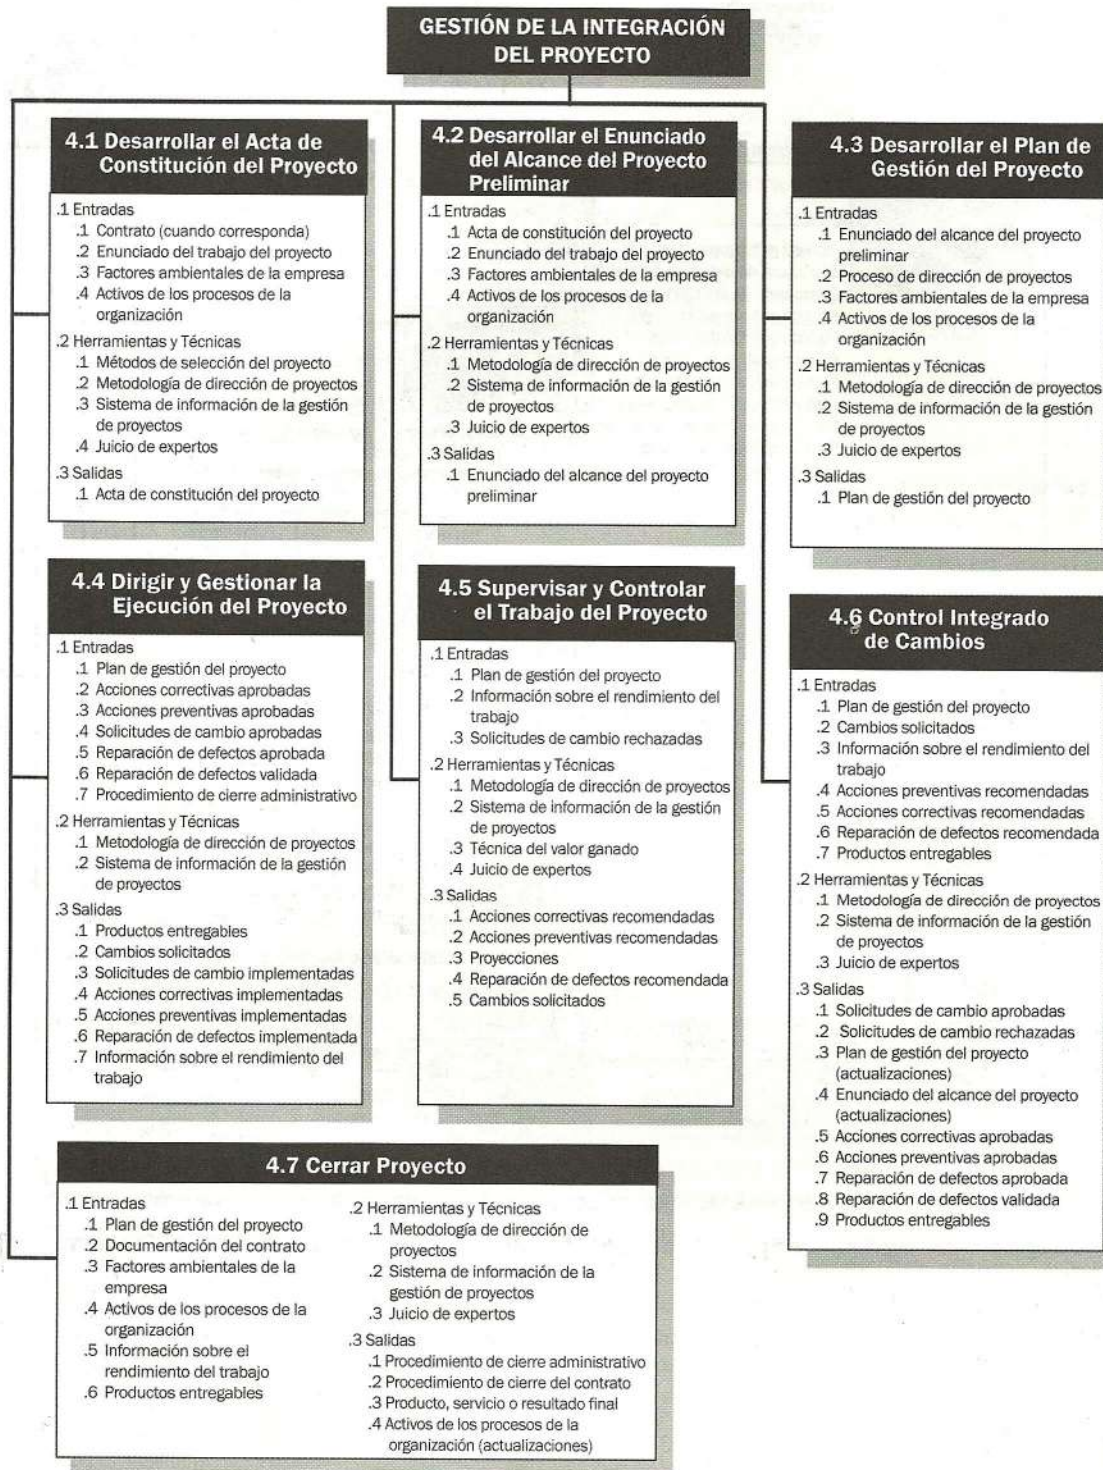 GESTIÓN DE LA INTEGRACIÓN
DEL PROYECTO
4.1 Desarrollar el Acta de
Constitución del Proyecto
.1 Entradas
.1 Contrato (cuando corresponda)
.2 Enunciado del trabajo del proyecto
.3 Factores ambientales de la empresa
.4 Activos de los procesos de la
organización
.2 Herramientas y Técnicas
.1 Métodos de selección del proyecto
.2 Metodología de dirección de proyectos
.3 Sistema de información de la gestión
de proyectos
.4 Juicio de expertos
.3 Salidas
.1 Acta de constitución del proyecto
4.2 Desarrollar el Enunciado
del Alcance del Proyecto
Preliminar
.1 Entradas
.1 Acta de constitución del proyecto
.2 Enunciado del trabajo del proyecto
.3 Factores ambientales de la empresa
.4 Activos de los procesos de la
organización
.2 Herramientas y Técnicas
.1 Metodología de dirección de proyectos
.2 Sistema de información de la gestión
de proyectos
.3 Juicio de expertos
.3 Salidas
.1 Enunciado del alcance del proyecto
preliminar
4.3 Desarrollar el Plan de
Gestión del Proyecto
.1 Entradas
.1 Enunciado del alcance del proyecto
preliminar
.2 Proceso de dirección de proyectos
.3 Factores ambientales de la empresa
.4 Activos de los procesos de la
organización
.2 Herramientas y Técnicas
.1 Metodología de dirección de proyectos
.2 Sistema de información de la gestión
de proyectos
.3 Juicio de expertos
.3 Salidas
.1 Plan de gestión del proyecto
4.4 Dirigir y Gestionar la
Ejecución del Proyecto
.1 Entradas
.1 Plan de gestión del proyecto
.2 Acciones correctivas aprobadas
.3 Acciones preventivas aprobadas
.4 Solicitudes de cambio aprobadas
.5 Reparación de defectos aprobada
.6 Reparación de defectos validada
.7 Procedimiento de cierre administrativo
.2 Herramientas y Técnicas
.1 Metodología de dirección de proyectos
.2 Sistema de información de la gestión
de proyectos
.3 Salidas
.1 Productos entregables
.2 Cambios solicitados
.3 Solicitudes de cambio implementadas
.4 Acciones correctivas implementadas
.5 Acciones preventivas implementadas
.6 Reparación de defectos implementada
.7 Información sobre el rendimiento del
trabajo
4.5 Supervisar y Controlar
el Trabajo del Proyecto
.1 Entradas
.1 Plan de gestión del proyecto
.2 Información sobre el rendimiento del
trabajo
.3 Solicitudes de cambio rechazadas
.2 Herramientas y Técnicas
.1 Metodología de dirección de proyectos
.2 Sistema de información de la gestión
de proyectos
.3 Técnica del valor ganado
.4 Juicio de expertos
.3 Salidas
.1 Acciones correctivas recomendadas
.2 Acciones preventivas recomendadas
.3 Proyecciones
.4 Reparación de defectos recomendada
.5 Cambios solicitados
4.6 Control Integrado
de Cambios
.1 Entradas
.1 Plan de gestión del proyecto
.2 Cambios solicitados
.3 Información sobre el rendimiento del
trabajo
.4 Acciones preventivas recomendadas
.5 Acciones correctivas recomendadas
.6 Reparación de defectos recomendada
.7 Productos entregables
.2 Herramientas y Técnicas
.1 Metodología de dirección de proyectos
.2 Sistema de información de la gestión
de proyectos
.3 Juicio de expertos
.3 Salidas
.1 Solicitudes de cambio aprobadas
.2 Solicitudes de cambio rechazadas
.3 Plan de gestión del proyecto
(actualizaciones)
.4 Enunciado del alcance del proyecto
(actualizaciones)
.5 Acciones correctivas aprobadas
.6 Acciones preventivas aprobadas
.7 Reparación de defectos aprobada
.8 Reparación de defectos validada
.9 Productos entregables
4.7 Cerrar Proyecto
.1 Entradas
.1 Plan de gestión del proyecto
.2 Documentación del contrato
.3 Factores ambientales de la
empresa
.4 Activos de los procesos de la
organización
.5 Información sobre el
rendimiento del trabajo
.6 Productos entregables
.2 Herramientas y Técnicas
.1 Metodología de dirección de
proyectos
.2 Sistema de información de la
gestión de proyectos
.3 Juicio de expertos
.3 Salidas
.1 Procedimiento de cierre administrativo
.2 Procedimiento de cierre del contrato
.3 Producto, servicio o resultado final
.4 Activos de los procesos de la
organización (actualizaciones)